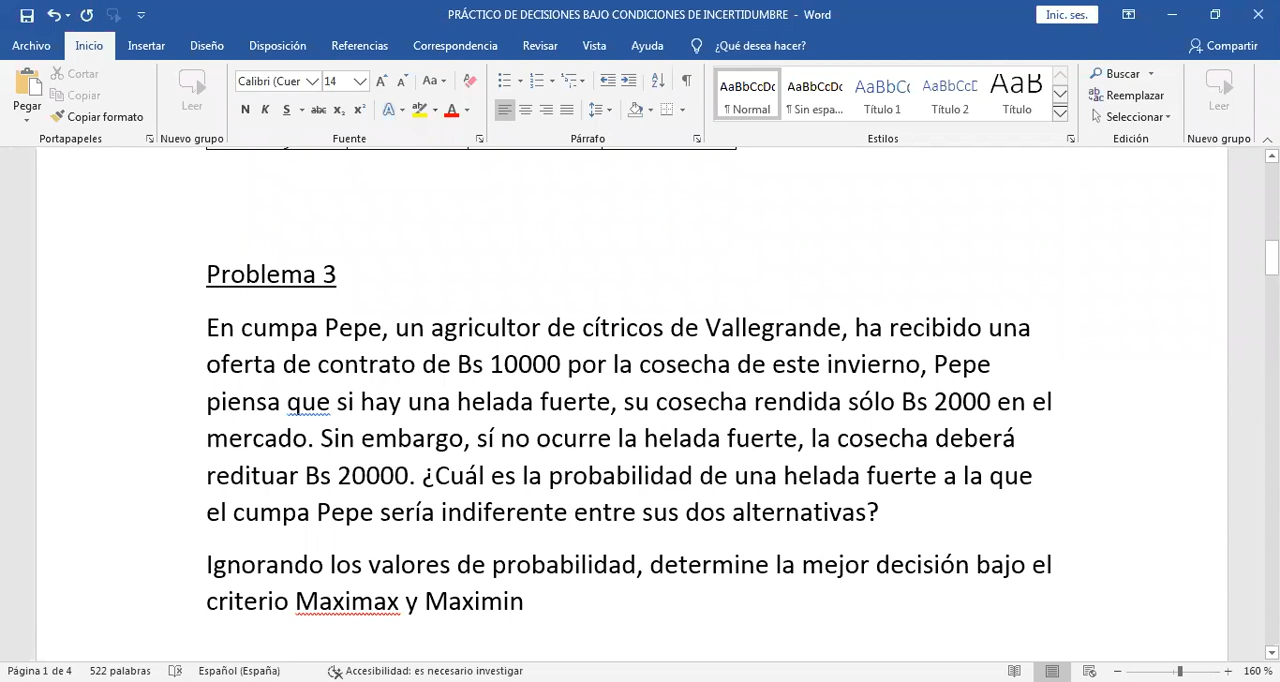 PRÁCTICO DE DECISIONES BAJO CONDICIONES DE INCERTIDUMBRE - Word
Inic. ses.
Archivo Inicio Insertar Diseño Disposición Referencias Correspondencia Revisar Vista Ayuda ¿Qué desea hacer? Compartir
Pegar
Cortar
Copiar
Copiar formato
Portapapeles
Leer
Nuevo grupo
Calibri (Cuer 14
N K S abc x₂ x²
Fuente
Párrafo
AaBbCcDc AaBbCcDc AaBbCc AaBbCcD AaB
¶ Normal ¶ Sin espa... Título 1 Título 2 Título
Estilos
Buscar
Reemplazar
Seleccionar
Edición
Leer
Nuevo grupo
Problema 3
En cumpa Pepe, un agricultor de cítricos de Vallegrande, ha recibido una
oferta de contrato de Bs 10000 por la cosecha de este invierno, Pepe
piensa que si hay una helada fuerte, su cosecha rendida sólo Bs 2000 en el
mercado. Sin embargo, sí no ocurre la helada fuerte, la cosecha deberá
redituar Bs 20000. ¿Cuál es la probabilidad de una helada fuerte a la que
el cumpa Pepe sería indiferente entre sus dos alternativas?
Ignorando los valores de probabilidad, determine la mejor decisión bajo el
criterio Maximax y Maximin
Página 1 de 4 522 palabras Español (España) Accesibilidad: es necesario investigar 160 %